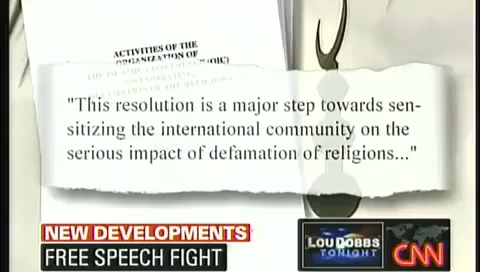 ACTIVITIES OF THE
ORGANIZATION OF
"This resolution is a major step towards sen-
sitizing the international community on the
serious impact of defamation of religions..."
NEW DEVELOPMENTS
FREE SPEECH FIGHT
LOU DOBBS
TONIGHT
CNN